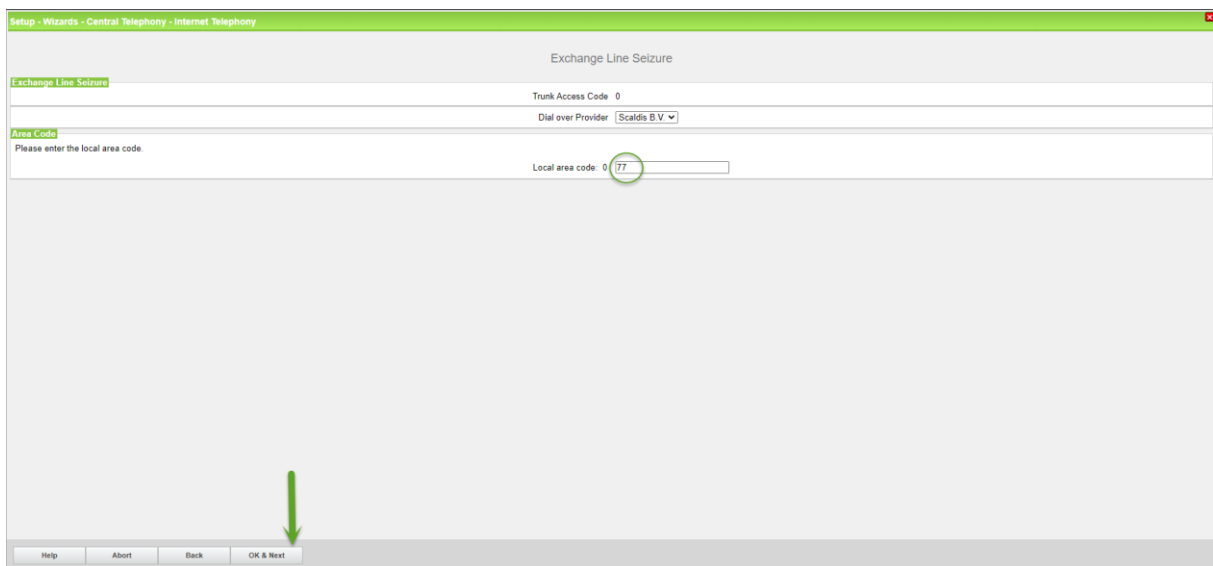 Setup - Wizards - Central Telephony - Internet Telephony
Exchange Line Seizure
Exchange Line Seizure
Trunk Access Code 0
Dial over Provider Scaldis B.V.
Area Code
Please enter the local area code.
Local area code: 0 77
Help Abort Back OK & Next